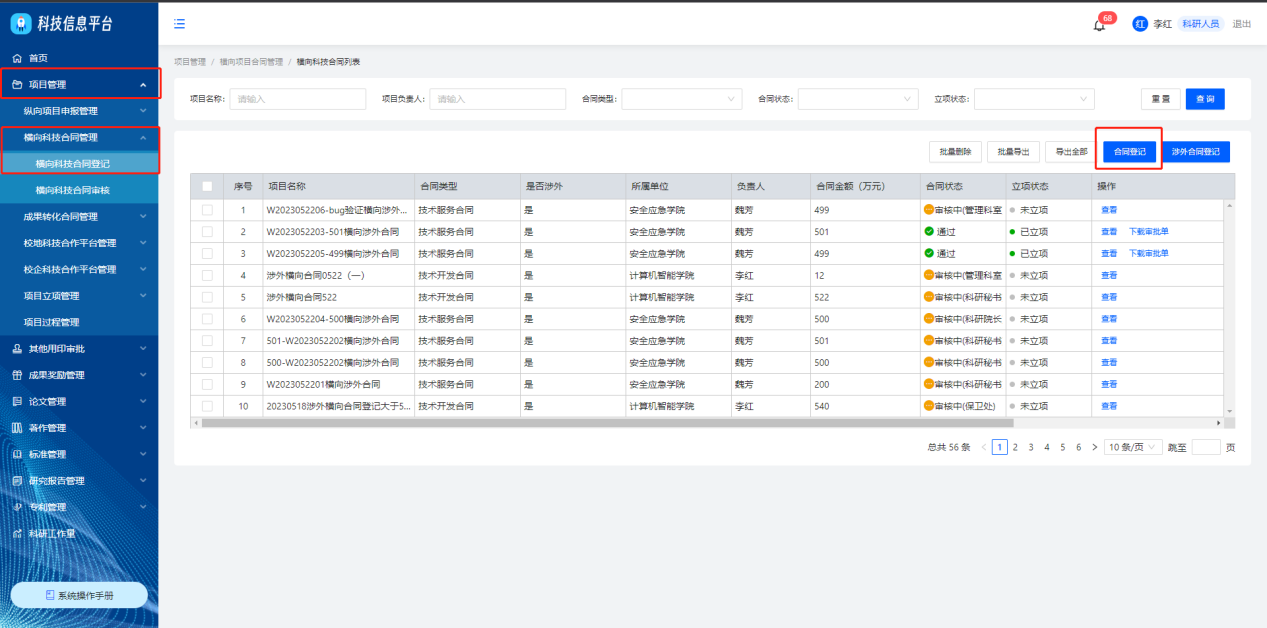 科技信息平台
68
红 李红 科研人员 退出
首页
项目管理
纵向项目申报管理
横向科技合同管理
横向科技合同登记
横向科技合同审核
成果转化合同管理
校地科技合作平台管理
校企科技合作平台管理
项目立项管理
项目过程管理
其他用印审批
成果奖励管理
论文管理
著作管理
标准管理
研究报告管理
专利管理
科研工作量
系统操作手册
项目管理 / 横向项目合同管理 / 横向科技合同列表
项目名称: 请输入 项目负责人: 请输入 合同类型: 合同状态: 立项状态: 重置 查询
批量删除 批量导出 导出全部 合同登记 涉外合同登记
序号 项目名称 合同类型 是否涉外 所属单位 负责人 合同金额（万元） 合同状态 立项状态 操作
1 W2023052206-bug验证横向涉外... 技术服务合同 是 安全应急学院 魏芳 499 审核中(管理科室 未立项 查看
2 W2023052203-501横向涉外合同 技术服务合同 是 安全应急学院 魏芳 501 通过 已立项 查看 下载审批单
3 W2023052205-499横向涉外合同 技术服务合同 是 安全应急学院 魏芳 499 通过 已立项 查看 下载审批单
4 涉外横向合同0522（一） 技术开发合同 是 计算机智能学院 李红 12 审核中(管理科室 未立项 查看
5 涉外横向合同522 技术开发合同 是 计算机智能学院 李红 522 审核中(科研秘书 未立项 查看
6 W2023052204-500横向涉外合同 技术服务合同 是 安全应急学院 魏芳 500 审核中(科研院长 未立项 查看
7 501-W2023052202横向涉外合同 技术服务合同 是 安全应急学院 魏芳 501 审核中(科研秘书 未立项 查看
8 500-W2023052202横向涉外合同 技术服务合同 是 安全应急学院 魏芳 500 审核中(科研秘书 未立项 查看
9 W2023052201横向涉外合同 技术服务合同 是 安全应急学院 魏芳 200 审核中(科研秘书 未立项 查看
10 20230518涉外横向合同登记大于5... 技术开发合同 是 计算机智能学院 李红 540 审核中(保卫处) 未立项 查看
总共 56 条 < 1 2 3 4 5 6 > 10 条/页 跳至 页